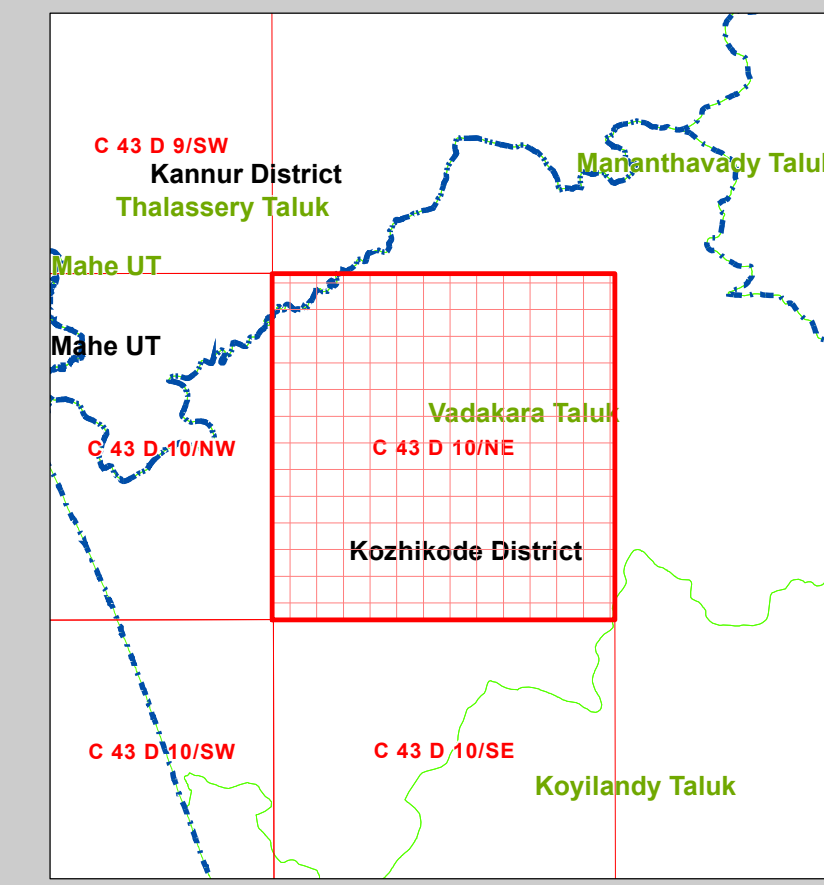 C 43 D 9/SW
Kannur District
Mananthavady Taluk
Thalassery Taluk
Mahe UT
Mahe UT
Vadakara Taluk
C 43 D 10/NW
C 43 D 10/NE
Kozhikode District
C 43 D 10/SW
C 43 D 10/SE
Koyilandy Taluk